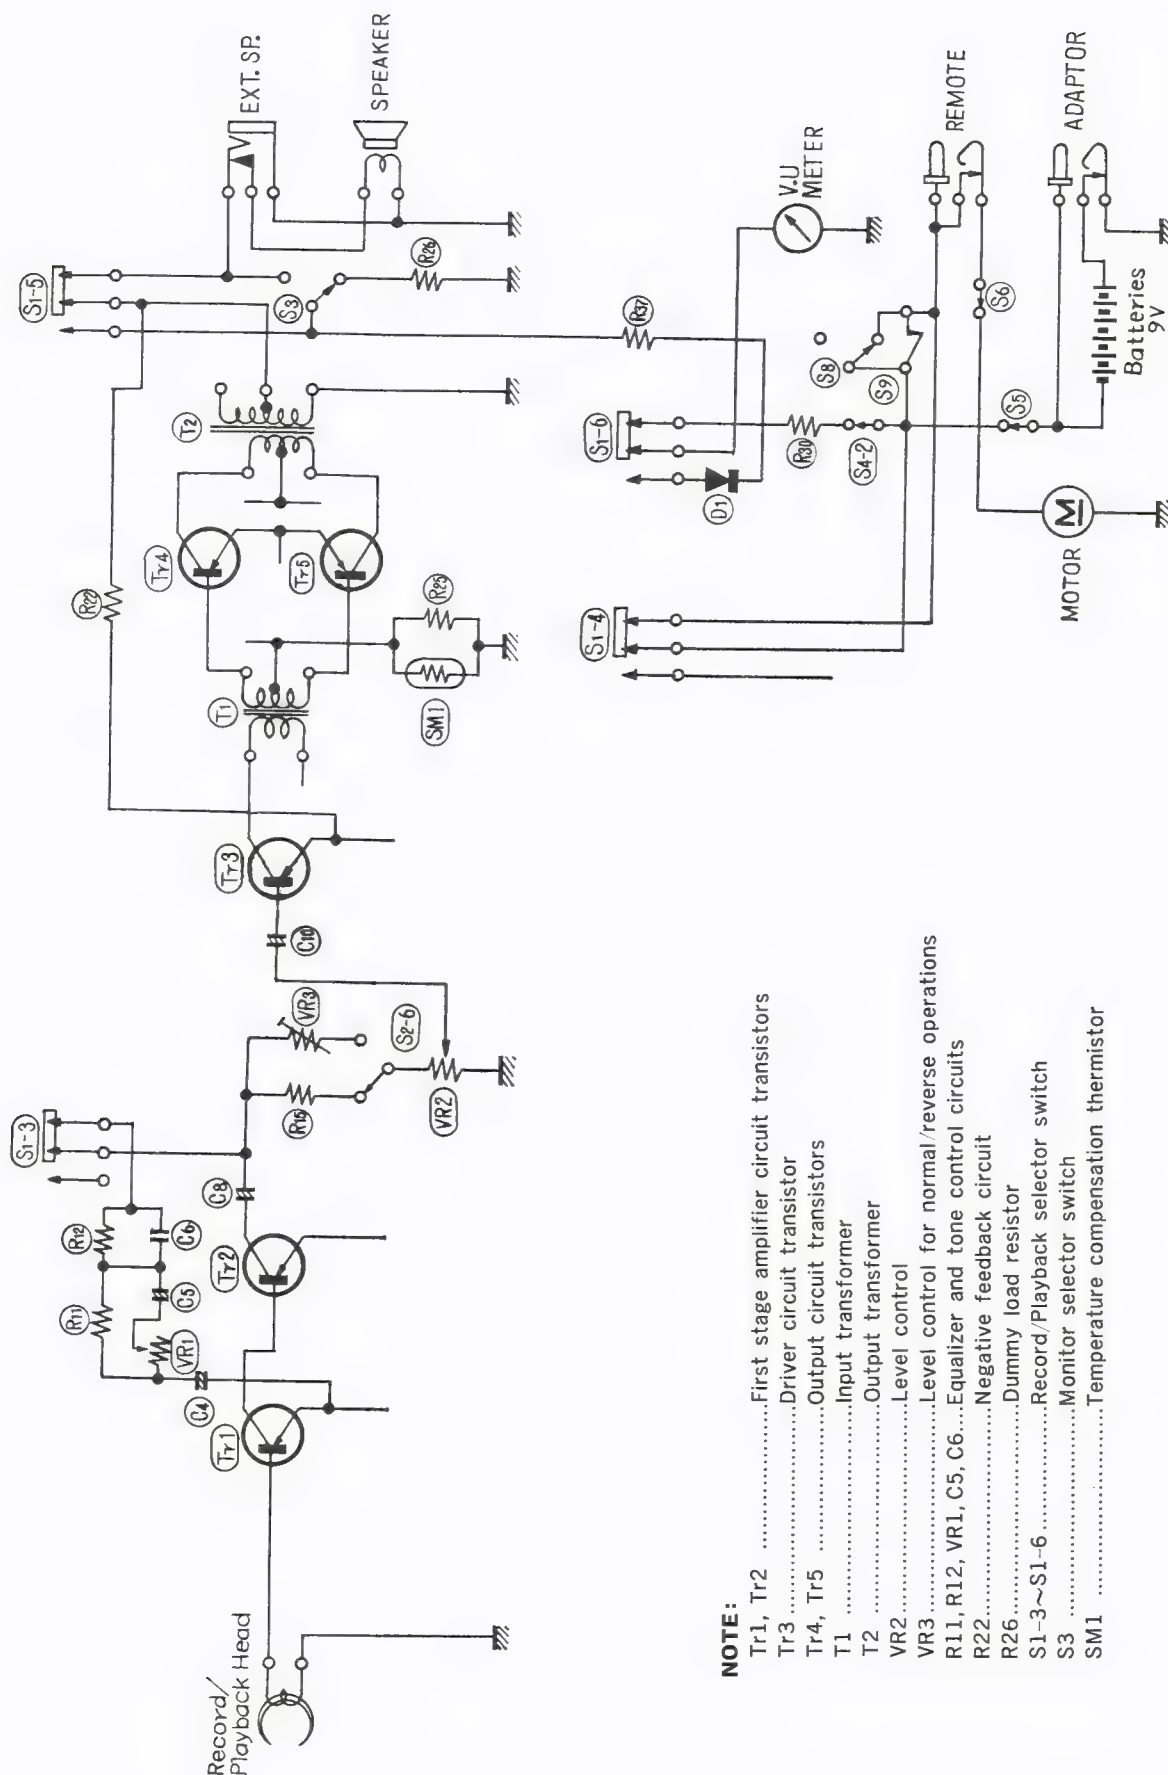 Record/
Playback Head
Tr1
C4
VR1
R11
C5
R12
C6
S1-3
Tr2
C8
R15
VR3
S2-6
VR2
C10
Tr3
R22
T1
SM1
R25
Tr4
Tr5
T2
S1-5
S3
R26
EXT. SP.
SPEAKER
S1-4
S1-6
D1
R37
R30
S4-2
S8
S9
V.U
METER
REMOTE
S6
S5
M
MOTOR
Batteries
9V
ADAPTOR
NOTE:
Tr1, Tr2 ..................First stage amplifier circuit transistors
Tr3 ..........................Driver circuit transistor
Tr4, Tr5 ..................Output circuit transistors
T1 ............................Input transformer
T2 ............................Output transformer
VR2..........................Level control
VR3..........................Level control for normal/reverse operations
R11, R12, VR1, C5, C6....Equalizer and tone control circuits
R22..........................Negative feedback circuit
R26..........................Dummy load resistor
S1-3~S1-6 ................Record/Playback selector switch
S3 ............................Monitor selector switch
SM1 ........................Temperature compensation thermistor